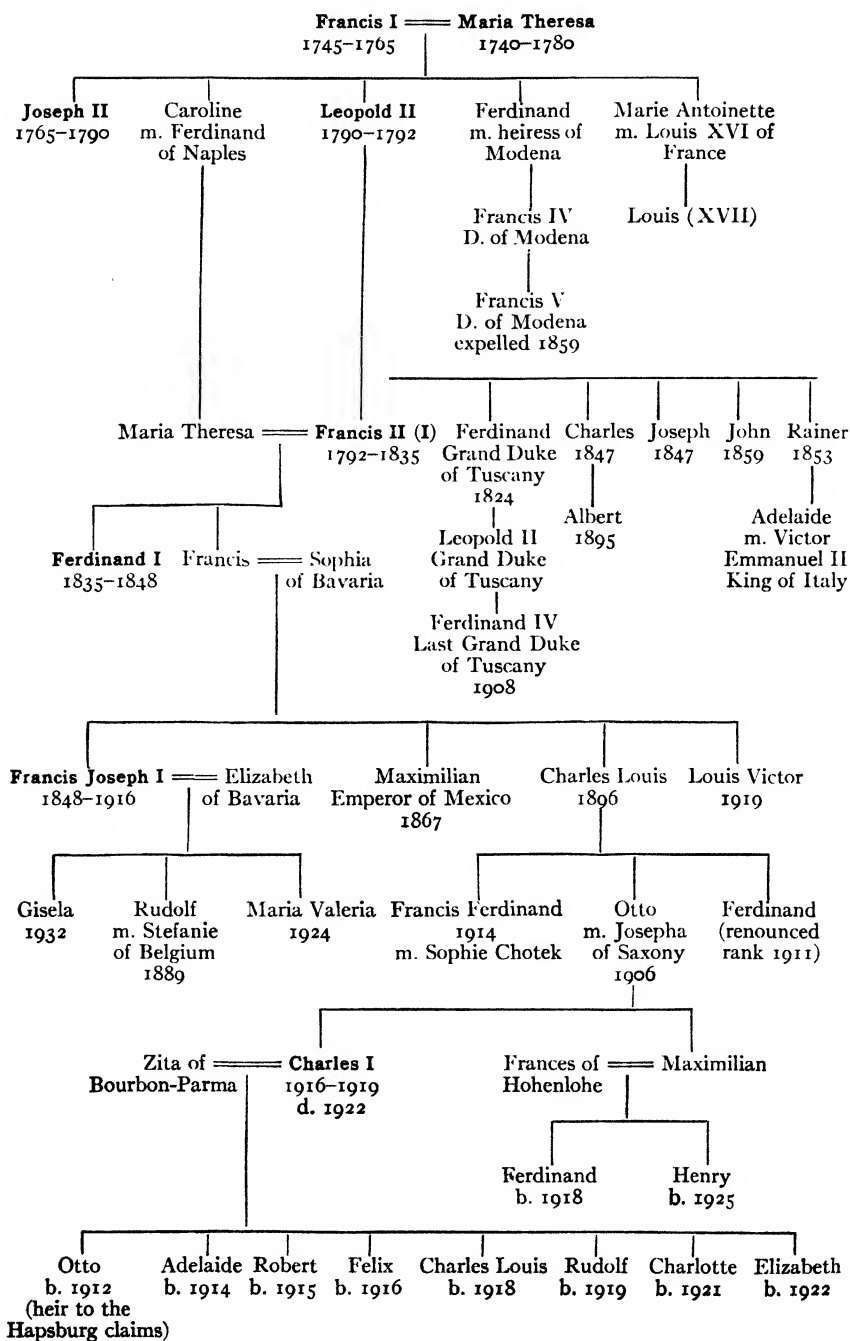 Francis I Maria Theresa
1745–1765 1740–1780
Joseph II Caroline Leopold II Ferdinand Marie Antoinette
1765–1790 m. Ferdinand 1790–1792 m. heiress of m. Louis XVI of
of Naples Modena France
Francis IV Louis (XVII)
D. of Modena
Francis V
D. of Modena
expelled 1859
Maria Theresa Francis II (I) Ferdinand Charles Joseph John Rainer
1792–1835 Grand Duke 1847 1847 1859 1853
of Tuscany
1824 Albert Adelaide
Leopold II 1895 m. Victor
Ferdinand I Francis Sophia Grand Duke Emmanuel II
1835–1848 of Bavaria of Tuscany King of Italy
Ferdinand IV
Last Grand Duke
of Tuscany
1908
Francis Joseph I Elizabeth Maximilian Charles Louis Louis Victor
1848–1916 of Bavaria Emperor of Mexico 1896 1919
1867
Gisela Rudolf Maria Valeria Francis Ferdinand Otto Ferdinand
1932 m. Stefanie 1924 1914 m. Josepha (renounced
of Belgium m. Sophie Chotek of Saxony rank 1911)
1889 1906
Zita of Charles I Frances of Maximilian
Bourbon-Parma 1916–1919 Hohenlohe
d. 1922
Ferdinand Henry
b. 1918 b. 1925
Otto Adelaide Robert Felix Charles Louis Rudolf Charlotte Elizabeth
b. 1912 b. 1914 b. 1915 b. 1916 b. 1918 b. 1919 b. 1921 b. 1922
(heir to the
Hapsburg claims)